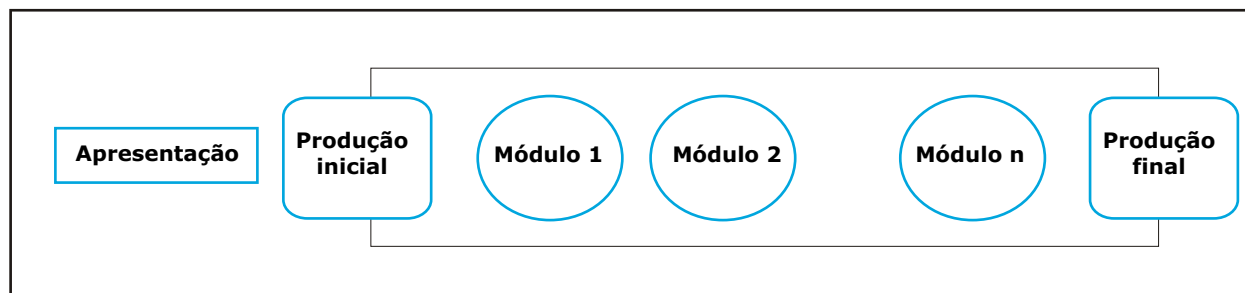 Apresentação
Produção
inicial
Módulo 1
Módulo 2
Módulo n
Produção
final